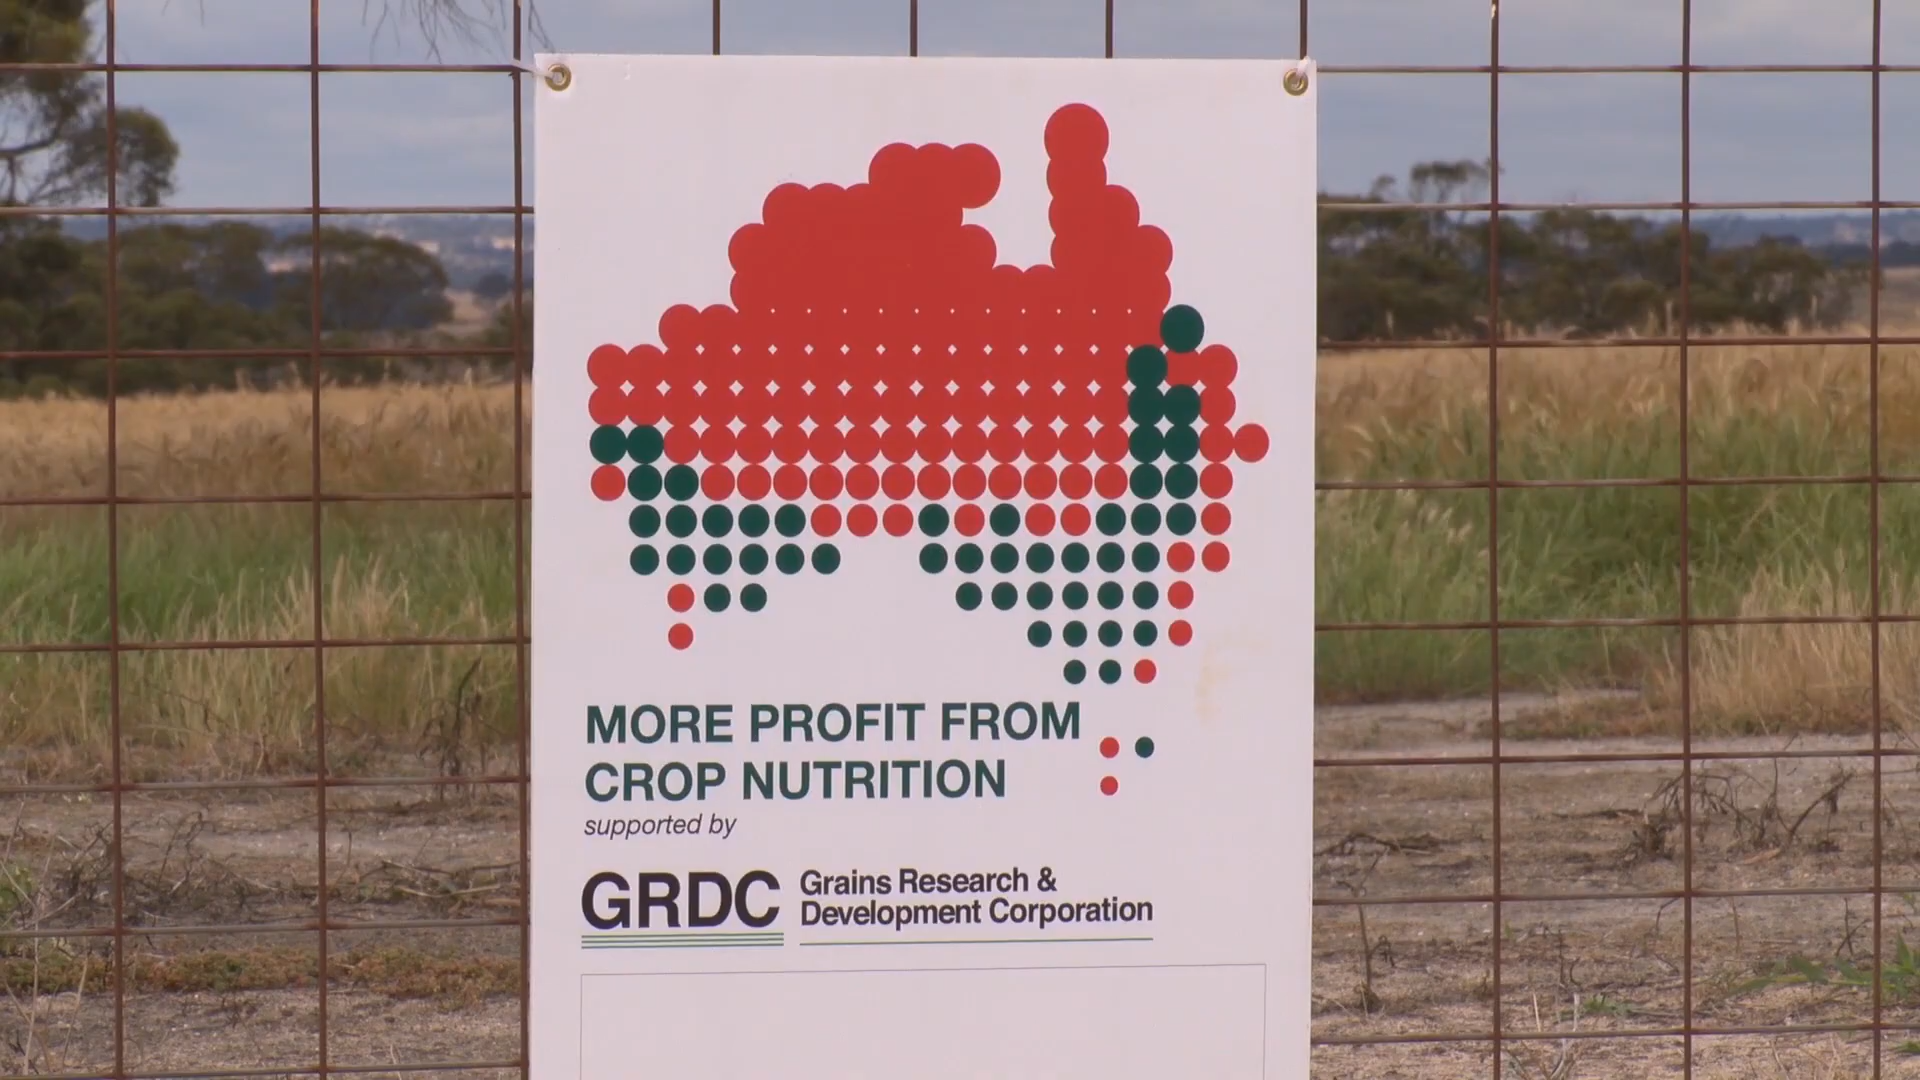 MORE PROFIT FROM
CROP NUTRITION
supported by
GRDC
Grains Research &
Development Corporation